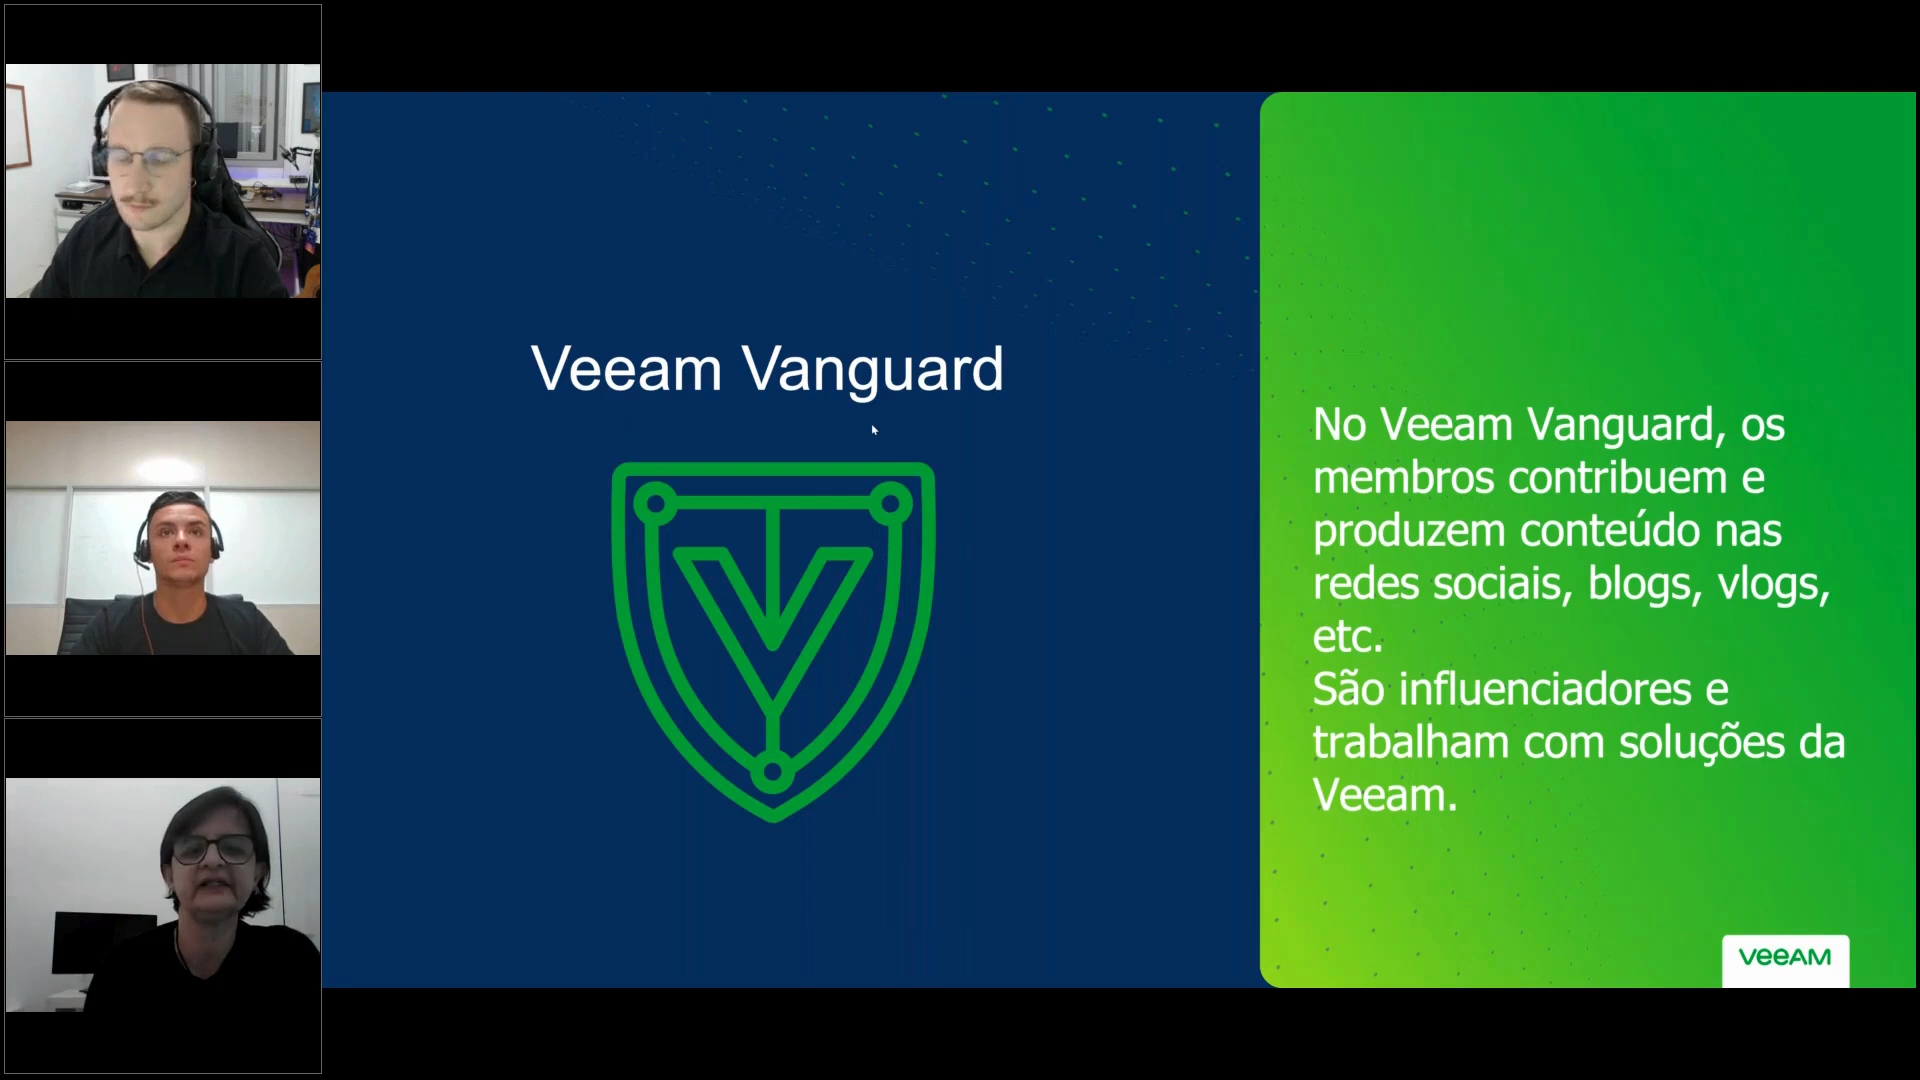 Veeam Vanguard
No Veeam Vanguard, os
membros contribuem e
produzem conteúdo nas
redes sociais, blogs, vlogs,
etc.
São influenciadores e
trabalham com soluções da
Veeam.
VEEAM